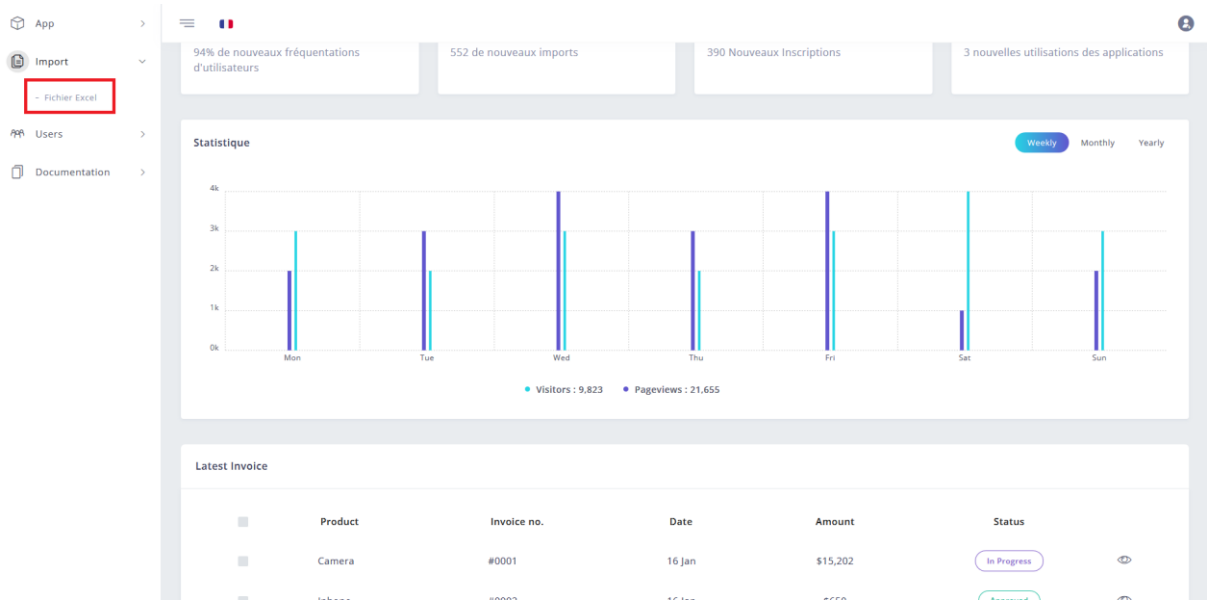 App
Import
- Fichier Excel
Users
Documentation
94% de nouveaux fréquentations
d'utilisateurs
552 de nouveaux imports
390 Nouveaux Inscriptions
3 nouvelles utilisations des applications
Statistique
Weekly Monthly Yearly
4k
3k
2k
1k
0k
Mon Tue Wed Thu Fri Sat Sun
Visitors : 9,823 Pageviews : 21,655
Latest Invoice
Product Invoice no. Date Amount Status
Camera #0001 16 Jan $15,202 In Progress